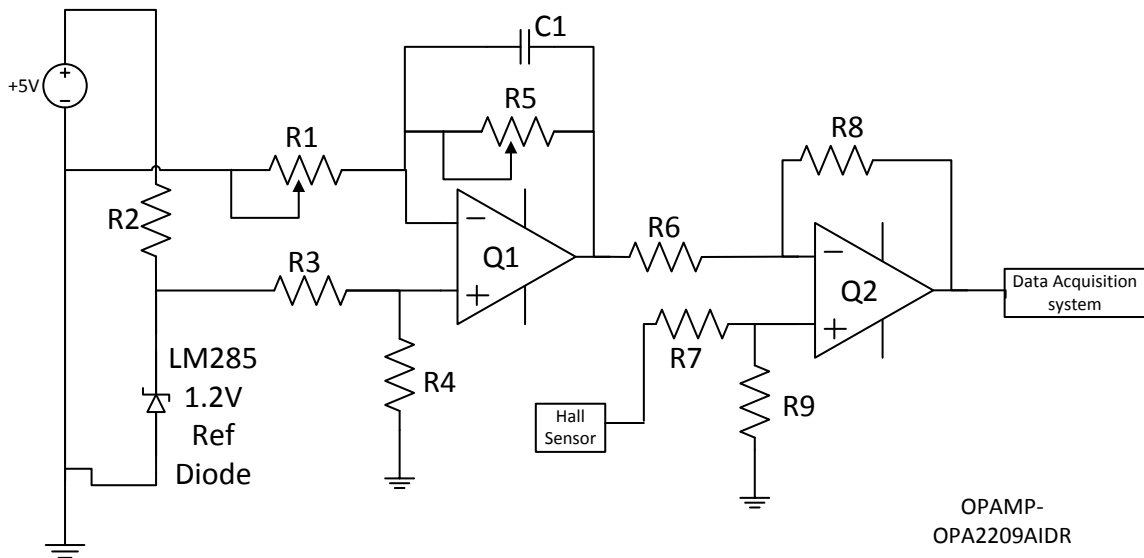 C1
+5V
R5
R1
R8
R2
R3
Q1
R6
Q2
Data Acquisition
system
LM285
1.2V
Ref
Diode
R4
R7
R9
Hall
Sensor
OPAMP-
OPA2209AIDR